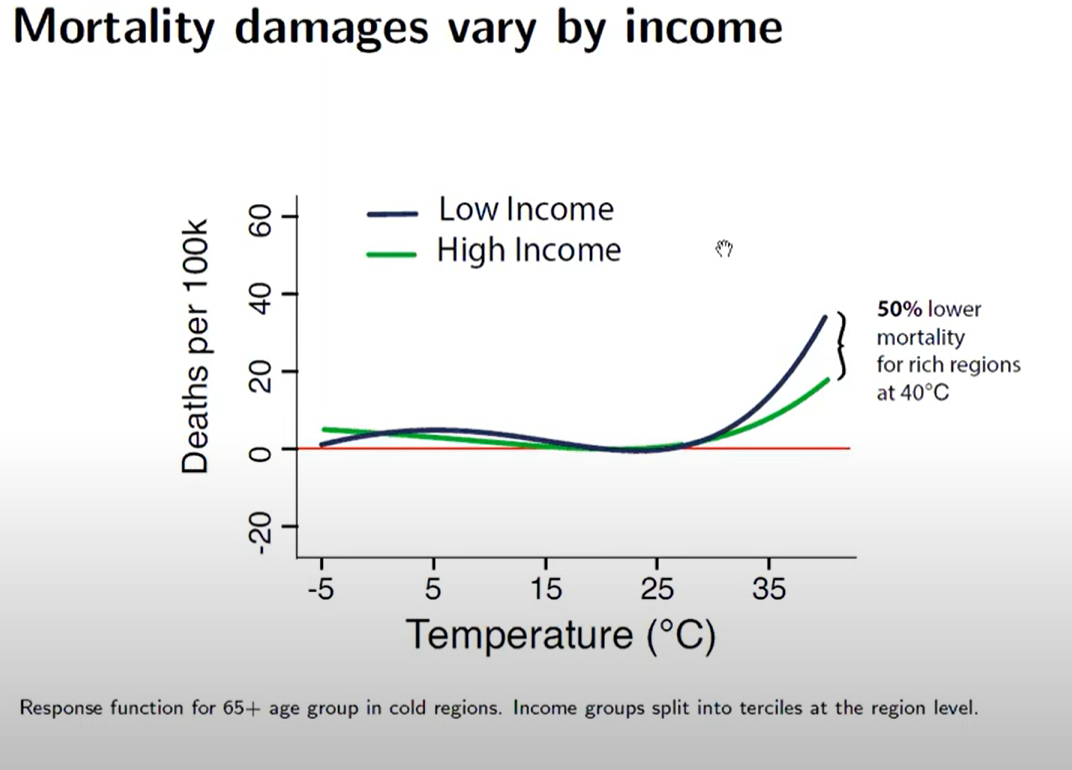 Mortality damages vary by income
Low Income
High Income
Deaths per 100k
60
40
20
0
-20
50% lower
mortality
for rich regions
at 40°C
-5 5 15 25 35
Temperature (°C)
Response function for 65+ age group in cold regions. Income groups split into terciles at the region level.